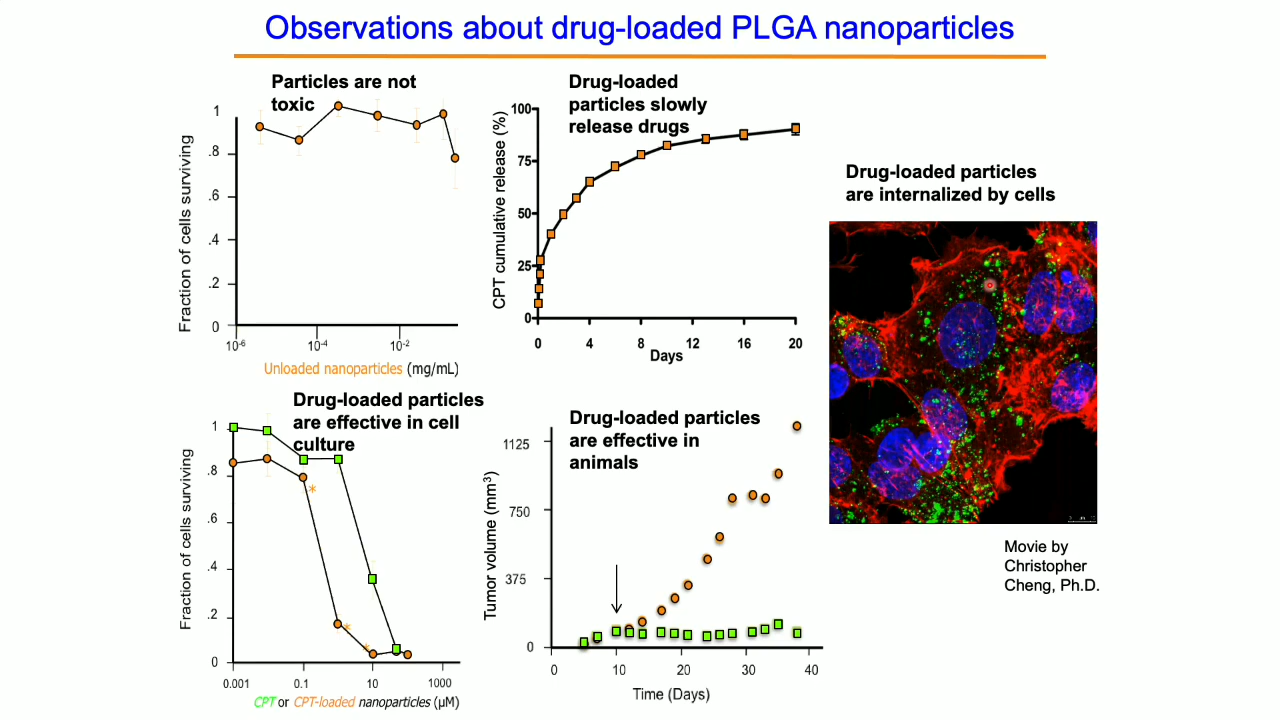 Observations about drug-loaded PLGA nanoparticles
Particles are not
toxic
Fraction of cells surviving
1
.8
.6
.4
.2
0
10-6
10-4
10-2
Unloaded nanoparticles (mg/mL)
Drug-loaded
particles slowly
release drugs
CPT cumulative release (%)
100
75
50
25
0
0 4 8 12 16 20
Days
Drug-loaded particles
are internalized by cells
Movie by
Christopher
Cheng, Ph.D.
Drug-loaded particles
are effective in cell
culture
Fraction of cells surviving
1
.8
.6
.4
.2
0
0.001 0.1 10 1000
CPT or CPT-loaded nanoparticles (µM)
Drug-loaded particles
are effective in
animals
Tumor volume (mm3)
1125
750
375
0
0 10 20 30 40
Time (Days)